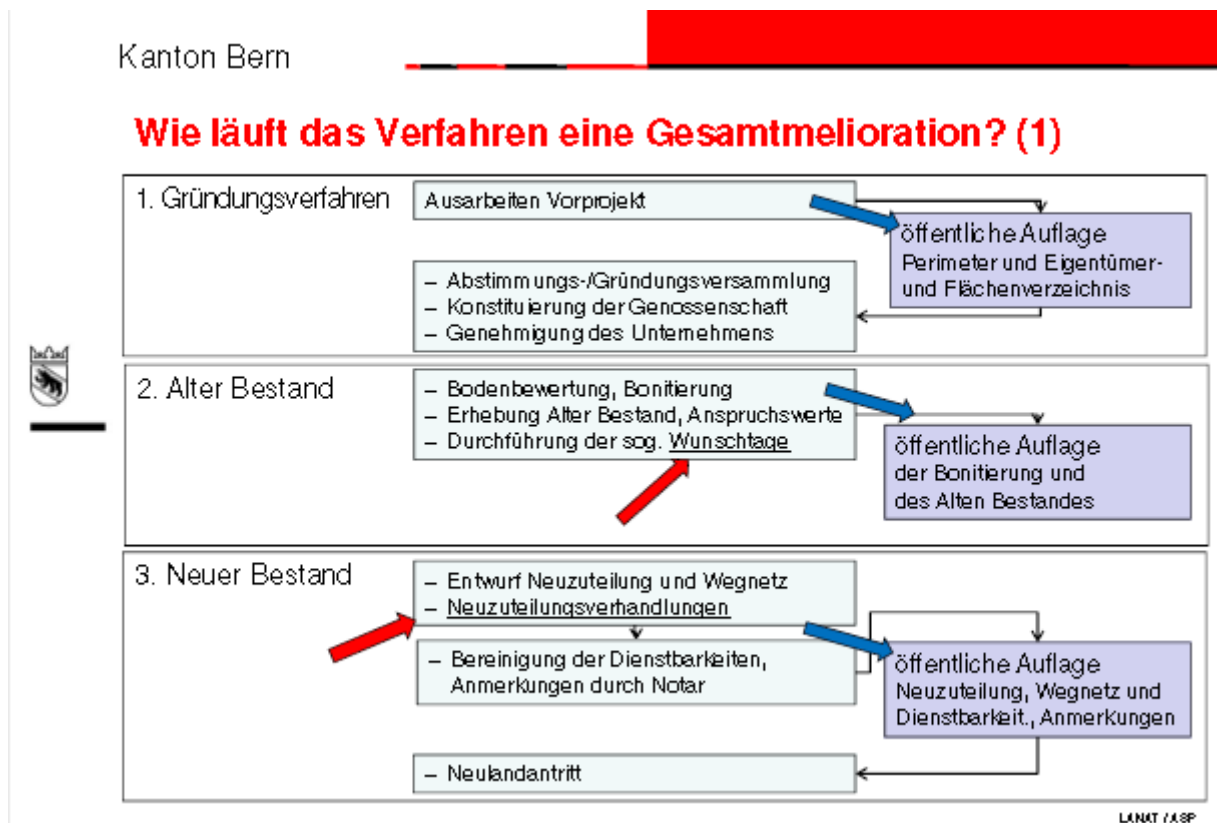 Kanton Bern
Wie läuft das Verfahren eine Gesamtmelioration? (1)
1. Gründungsverfahren
Ausarbeiten Vorprojekt
öffentliche Auflage
Perimeter und Eigentümer-
und Flächenverzeichnis
– Abstimmungs-/Gründungsversammlung
– Konstituierung der Genossenschaft
– Genehmigung des Unternehmens
2. Alter Bestand
– Bodenbewertung, Bonitierung
– Erhebung Alter Bestand, Anspruchswerte
– Durchführung der sog. Wunschtage
öffentliche Auflage
der Bonitierung und
des Alten Bestandes
3. Neuer Bestand
– Entwurf Neuzuteilung und Wegnetz
– Neuzuteilungsverhandlungen
– Bereinigung der Dienstbarkeiten,
Anmerkungen durch Notar
öffentliche Auflage
Neuzuteilung, Wegnetz und
Dienstbarkeit., Anmerkungen
– Neulandantritt
LANAT / ASP